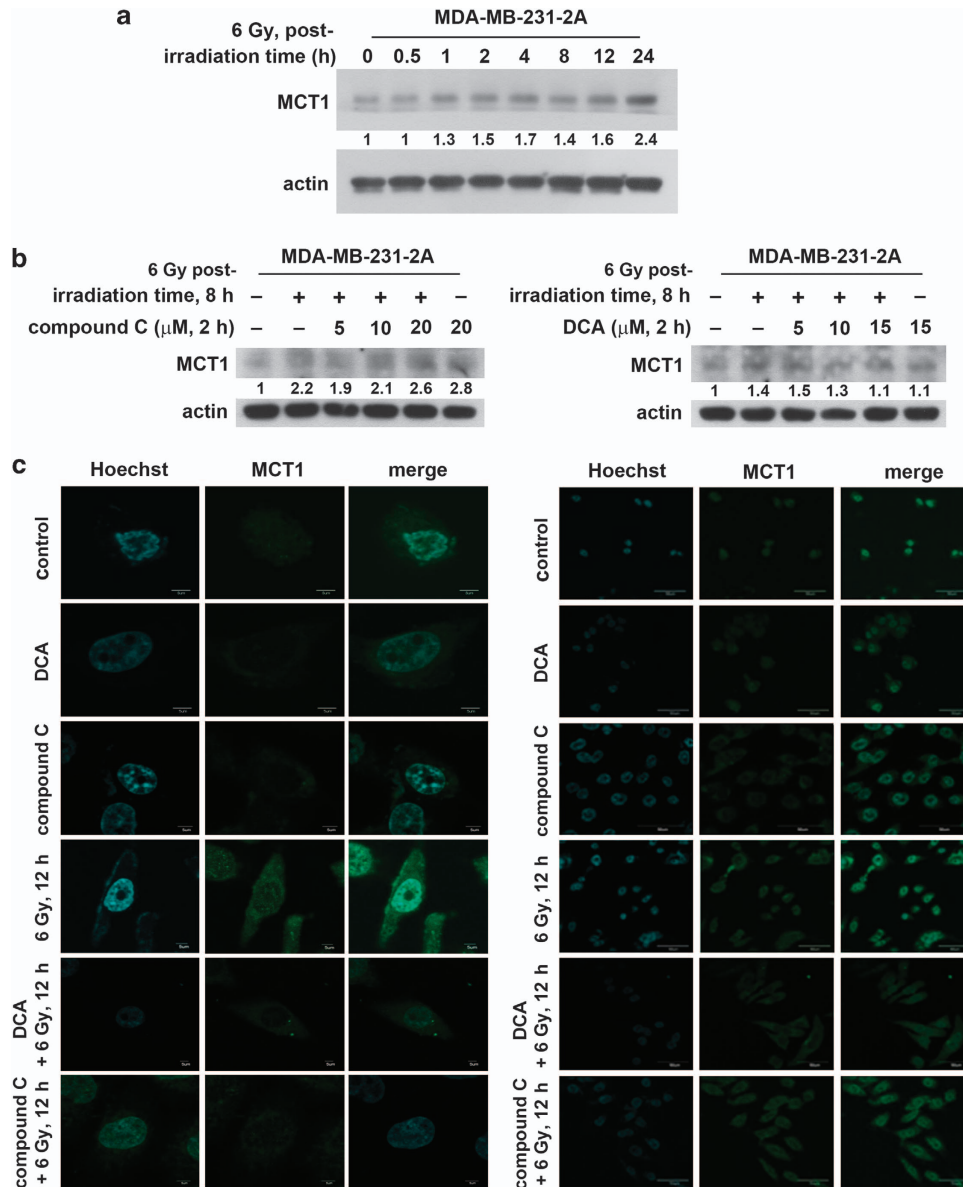 a
MDA-MB-231-2A
6 Gy, post-
irradiation time (h) 0 0.5 1 2 4 8 12 24
MCT1
1 1 1.3 1.5 1.7 1.4 1.6 2.4
actin
b
MDA-MB-231-2A
6 Gy post-
irradiation time, 8 h – + + + + –
compound C (μM, 2 h) – – 5 10 20 20
MCT1
1 2.2 1.9 2.1 2.6 2.8
actin
MDA-MB-231-2A
6 Gy post-
irradiation time, 8 h – + + + + –
DCA (μM, 2 h) – – 5 10 15 15
MCT1
1 1.4 1.5 1.3 1.1 1.1
actin
c
Hoechst MCT1 merge
control
DCA
compound C
6 Gy, 12 h
DCA
+ 6 Gy, 12 h
compound C
+ 6 Gy, 12 h
Hoechst MCT1 merge
control
DCA
compound C
6 Gy, 12 h
DCA
+ 6 Gy, 12 h
compound C
+ 6 Gy, 12 h